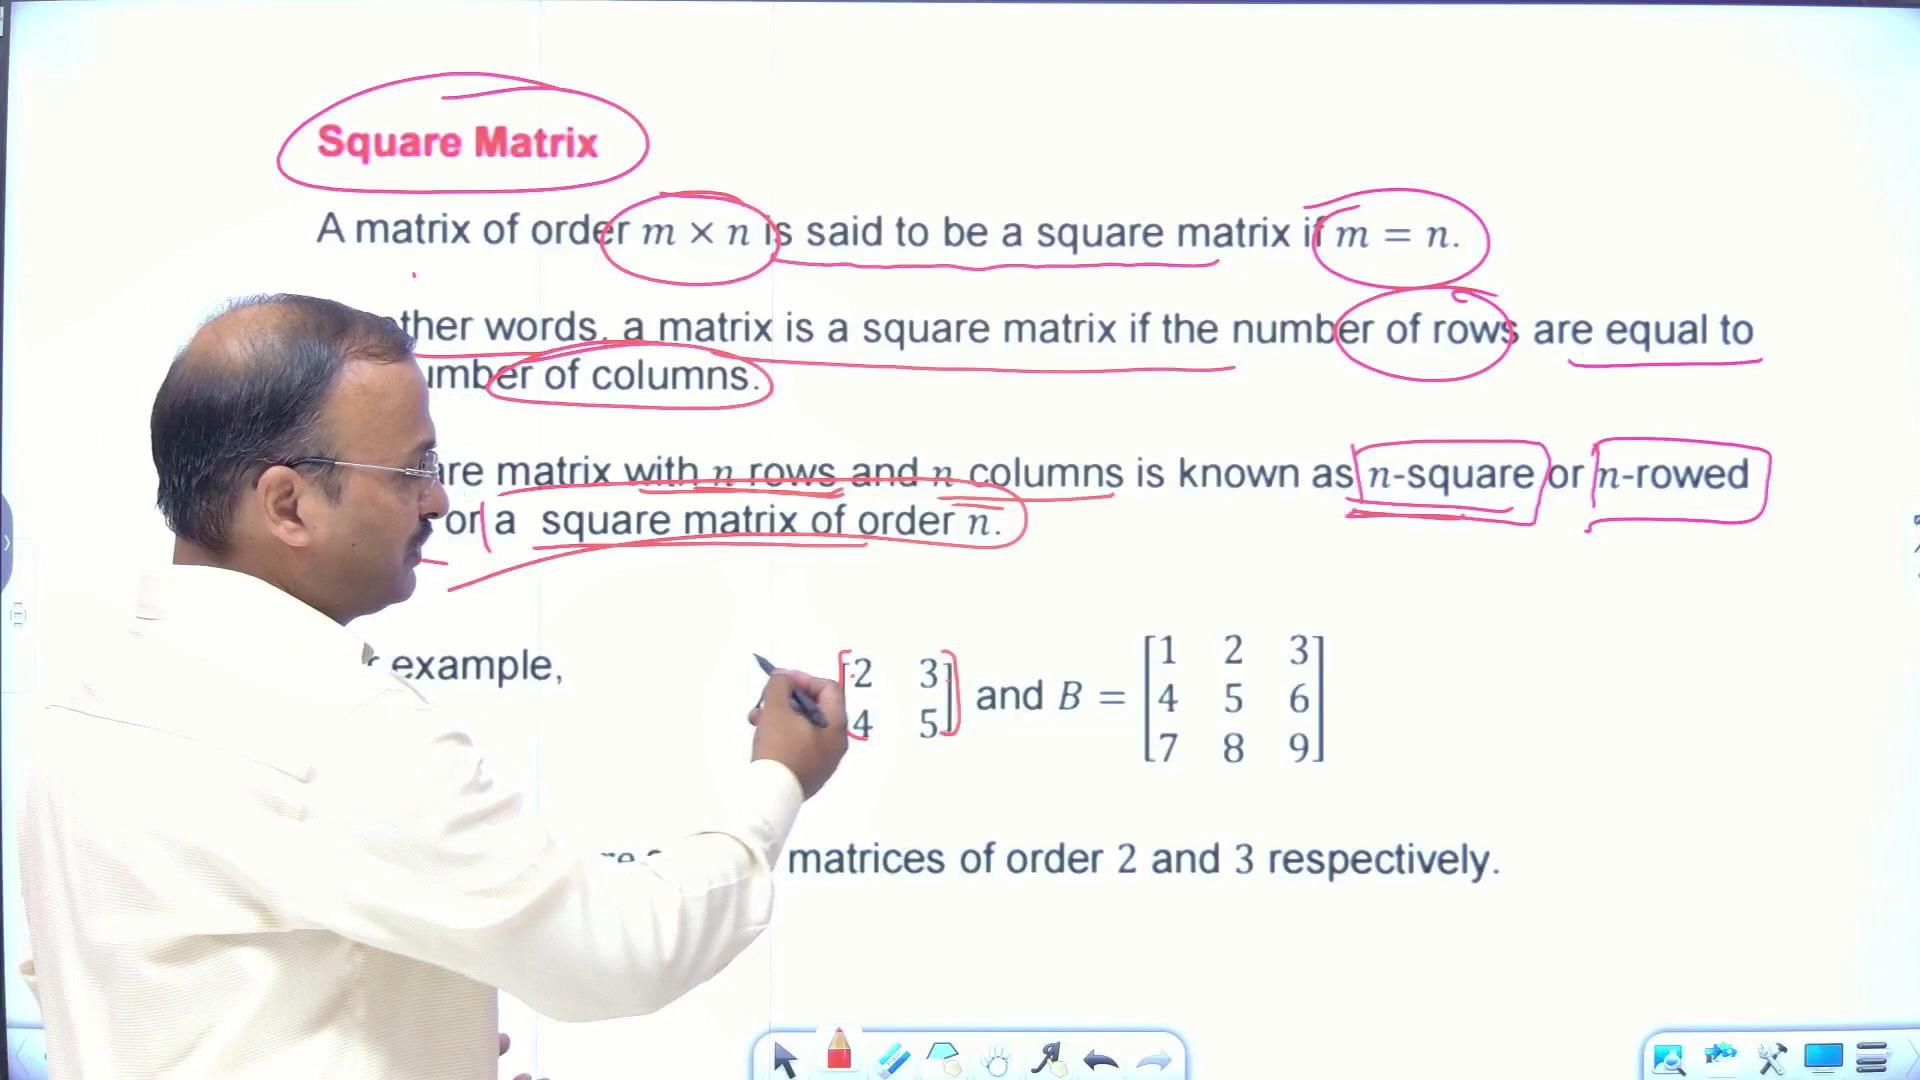 Square Matrix
A matrix of order m × n is said to be a square matrix if m = n.
other words, a matrix is a square matrix if the number of rows are equal to
number of columns.
matrix with n rows and n columns is known as n-square or n-rowed
or a square matrix of order n.
example,
[2 3
4 5] and B = [1 2 3
4 5 6
7 8 9]
matrices of order 2 and 3 respectively.